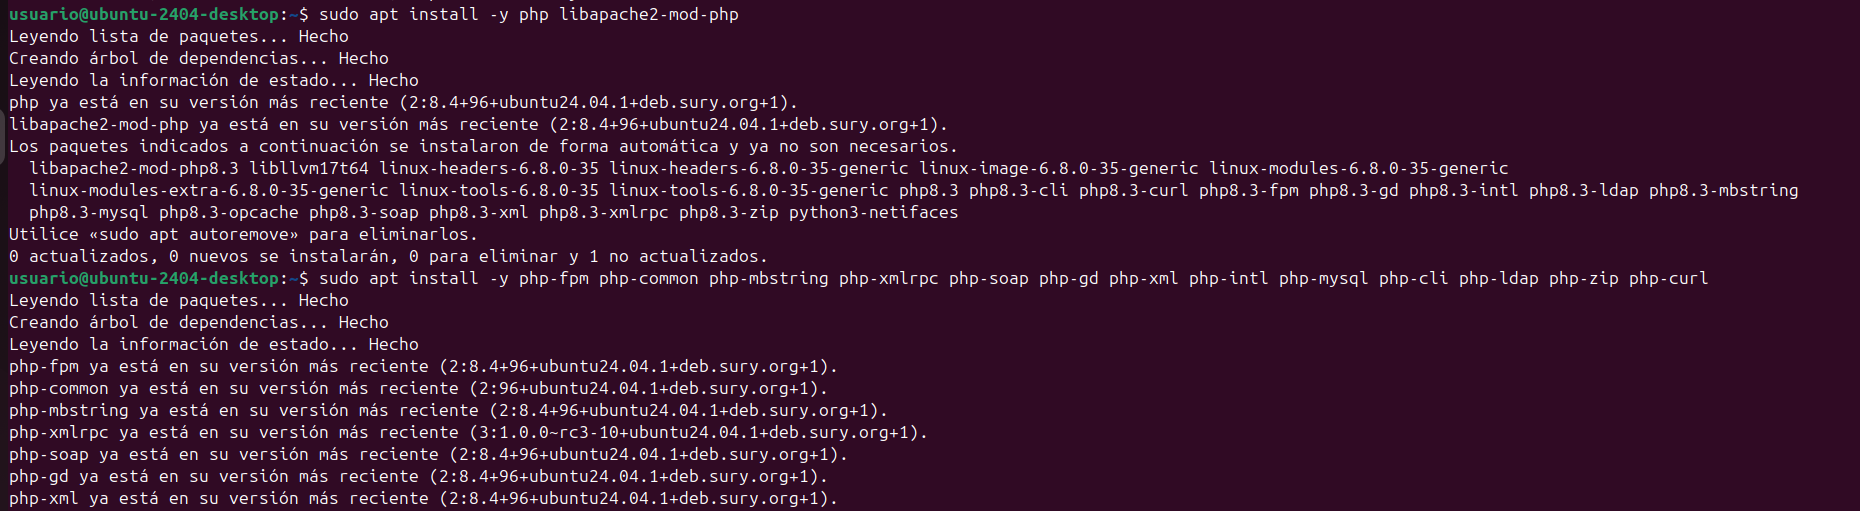 usuario@ubuntu-2404-desktop:~$ sudo apt install -y php libapache2-mod-php
Leyendo lista de paquetes... Hecho
Creando árbol de dependencias... Hecho
Leyendo la información de estado... Hecho
php ya está en su versión más reciente (2:8.4+96+ubuntu24.04.1+deb.sury.org+1).
libapache2-mod-php ya está en su versión más reciente (2:8.4+96+ubuntu24.04.1+deb.sury.org+1).
Los paquetes indicados a continuación se instalaron de forma automática y ya no son necesarios.
  libapache2-mod-php8.3 libllvm17t64 linux-headers-6.8.0-35 linux-headers-6.8.0-35-generic linux-image-6.8.0-35-generic linux-modules-6.8.0-35-generic
  linux-modules-extra-6.8.0-35-generic linux-tools-6.8.0-35 linux-tools-6.8.0-35-generic php8.3 php8.3-cli php8.3-curl php8.3-fpm php8.3-gd php8.3-intl php8.3-ldap php8.3-mbstring
  php8.3-mysql php8.3-opcache php8.3-soap php8.3-xml php8.3-xmlrpc php8.3-zip python3-netifaces
Utilice «sudo apt autoremove» para eliminarlos.
0 actualizados, 0 nuevos se instalarán, 0 para eliminar y 1 no actualizados.
usuario@ubuntu-2404-desktop:~$ sudo apt install -y php-fpm php-common php-mbstring php-xmlrpc php-soap php-gd php-xml php-intl php-mysql php-cli php-ldap php-zip php-curl
Leyendo lista de paquetes... Hecho
Creando árbol de dependencias... Hecho
Leyendo la información de estado... Hecho
php-fpm ya está en su versión más reciente (2:8.4+96+ubuntu24.04.1+deb.sury.org+1).
php-common ya está en su versión más reciente (2:96+ubuntu24.04.1+deb.sury.org+1).
php-mbstring ya está en su versión más reciente (2:8.4+96+ubuntu24.04.1+deb.sury.org+1).
php-xmlrpc ya está en su versión más reciente (3:1.0.0~rc3-10+ubuntu24.04.1+deb.sury.org+1).
php-soap ya está en su versión más reciente (2:8.4+96+ubuntu24.04.1+deb.sury.org+1).
php-gd ya está en su versión más reciente (2:8.4+96+ubuntu24.04.1+deb.sury.org+1).
php-xml ya está en su versión más reciente (2:8.4+96+ubuntu24.04.1+deb.sury.org+1).